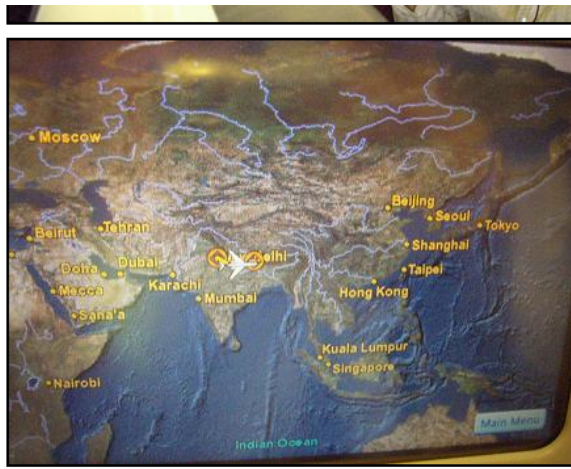 Moscow
Beijing
Seoul
Tokyo
Beirut
Tehran
Shanghai
Doha
Dubai
Taipei
Karachi
Mecca
Hong Kong
Mumbai
Sana'a
Kuala Lumpur
Singapore
Nairobi
Main Menu
Indian Ocean